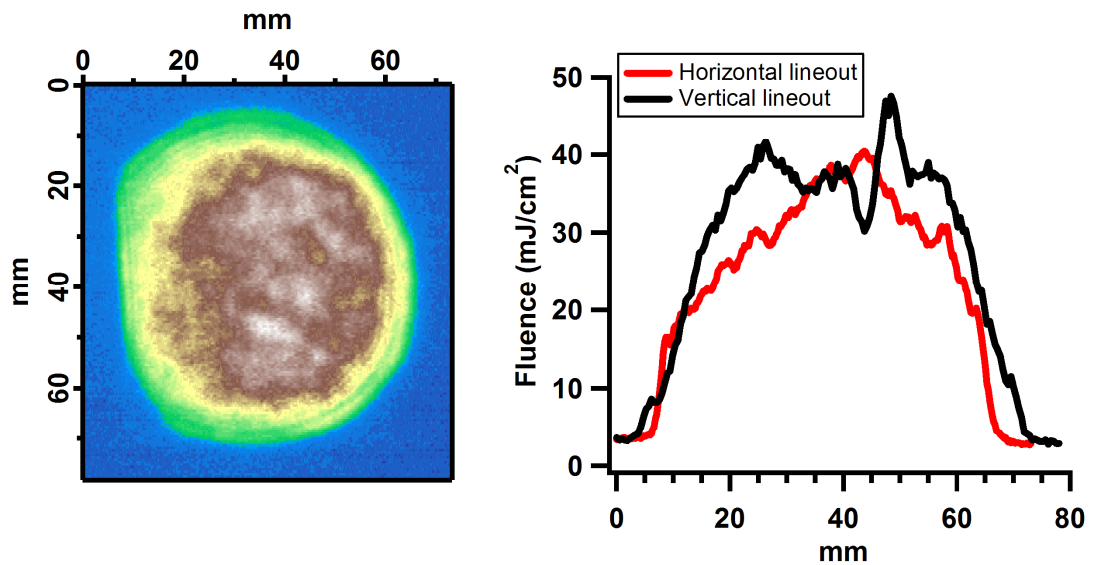 mm
0 20 40 60
0
20
40
60
mm
Horizontal lineout
Vertical lineout
50
40
30
20
10
0
Fluence (mJ/cm²)
0 20 40 60 80
mm